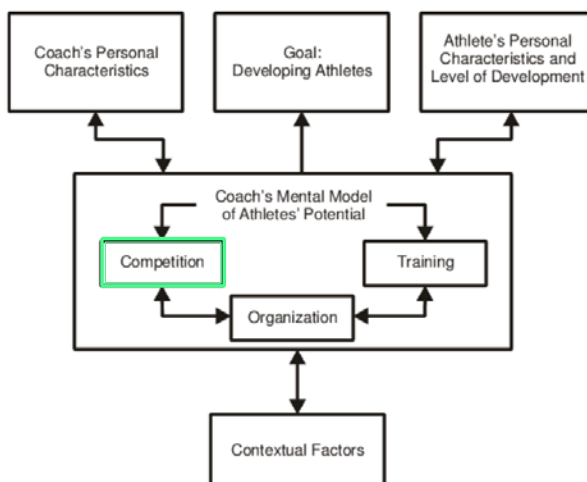 Coach's Personal
Characteristics
Goal:
Developing Athletes
Athlete's Personal
Characteristics and
Level of Development
Coach's Mental Model
of Athletes' Potential
Competition
Training
Organization
Contextual Factors